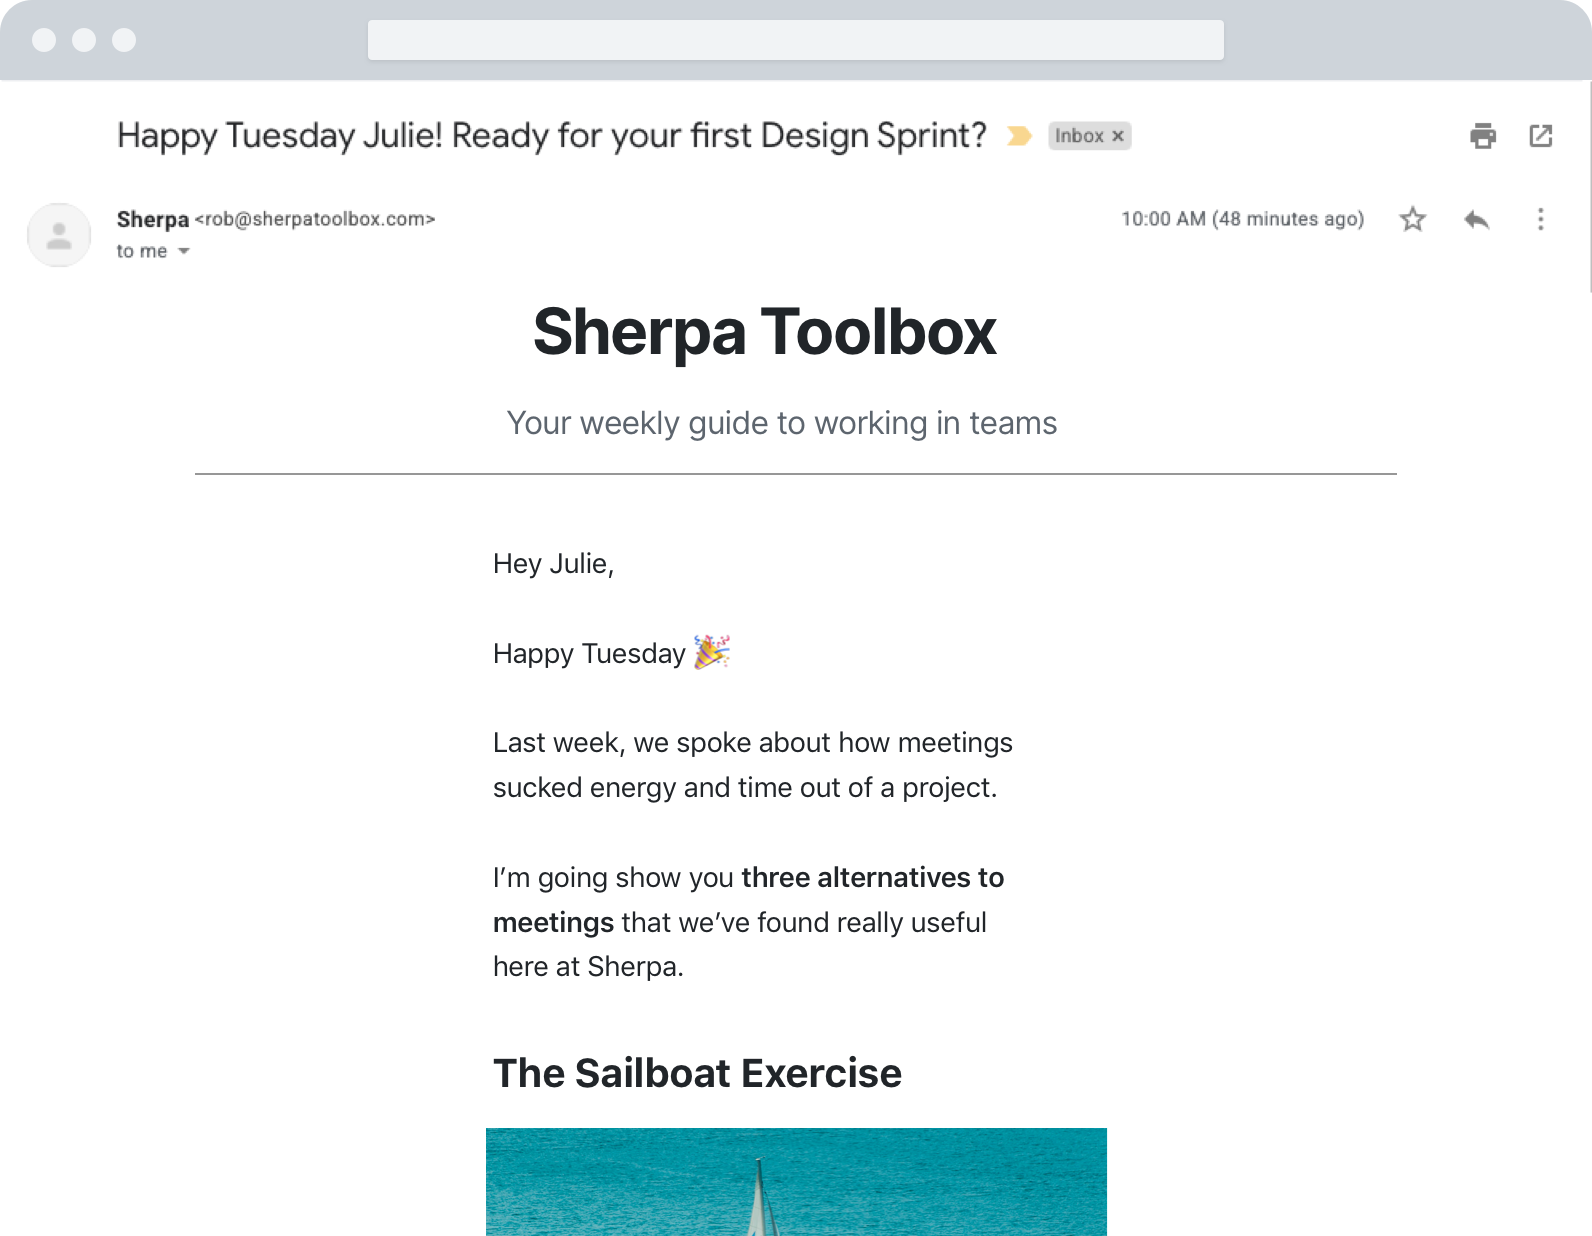 Happy Tuesday Julie! Ready for your first Design Sprint? Inbox ×
Sherpa <rob@sherpatoolbox.com> 10:00 AM (48 minutes ago)
to me
Sherpa Toolbox
Your weekly guide to working in teams
Hey Julie,
Happy Tuesday 🎉
Last week, we spoke about how meetings
sucked energy and time out of a project.
I’m going show you three alternatives to
meetings that we’ve found really useful
here at Sherpa.
The Sailboat Exercise